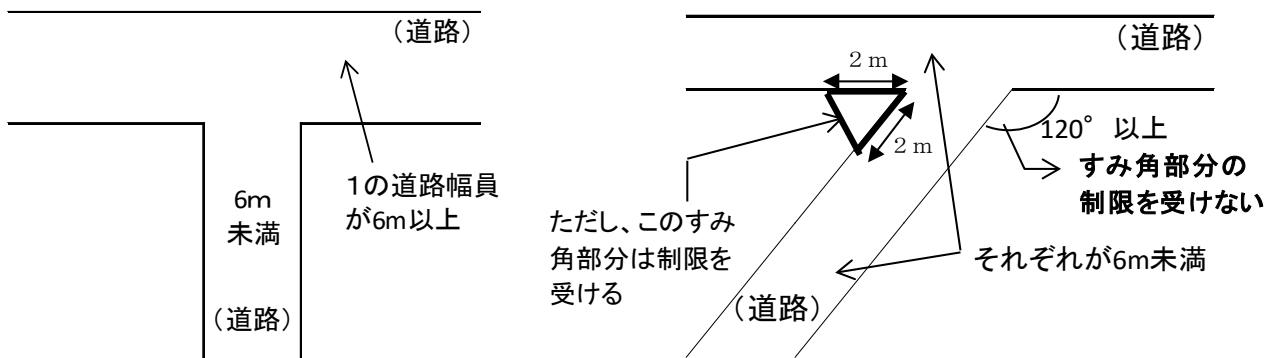 （道路）
6ｍ
未満
１の道路幅員
が6ｍ以上
（道路）
（道路）
２ｍ
２ｍ
120°以上
すみ角部分の
制限を受けない
ただし、このすみ
角部分は制限を
受ける
それぞれが6ｍ未満
（道路）